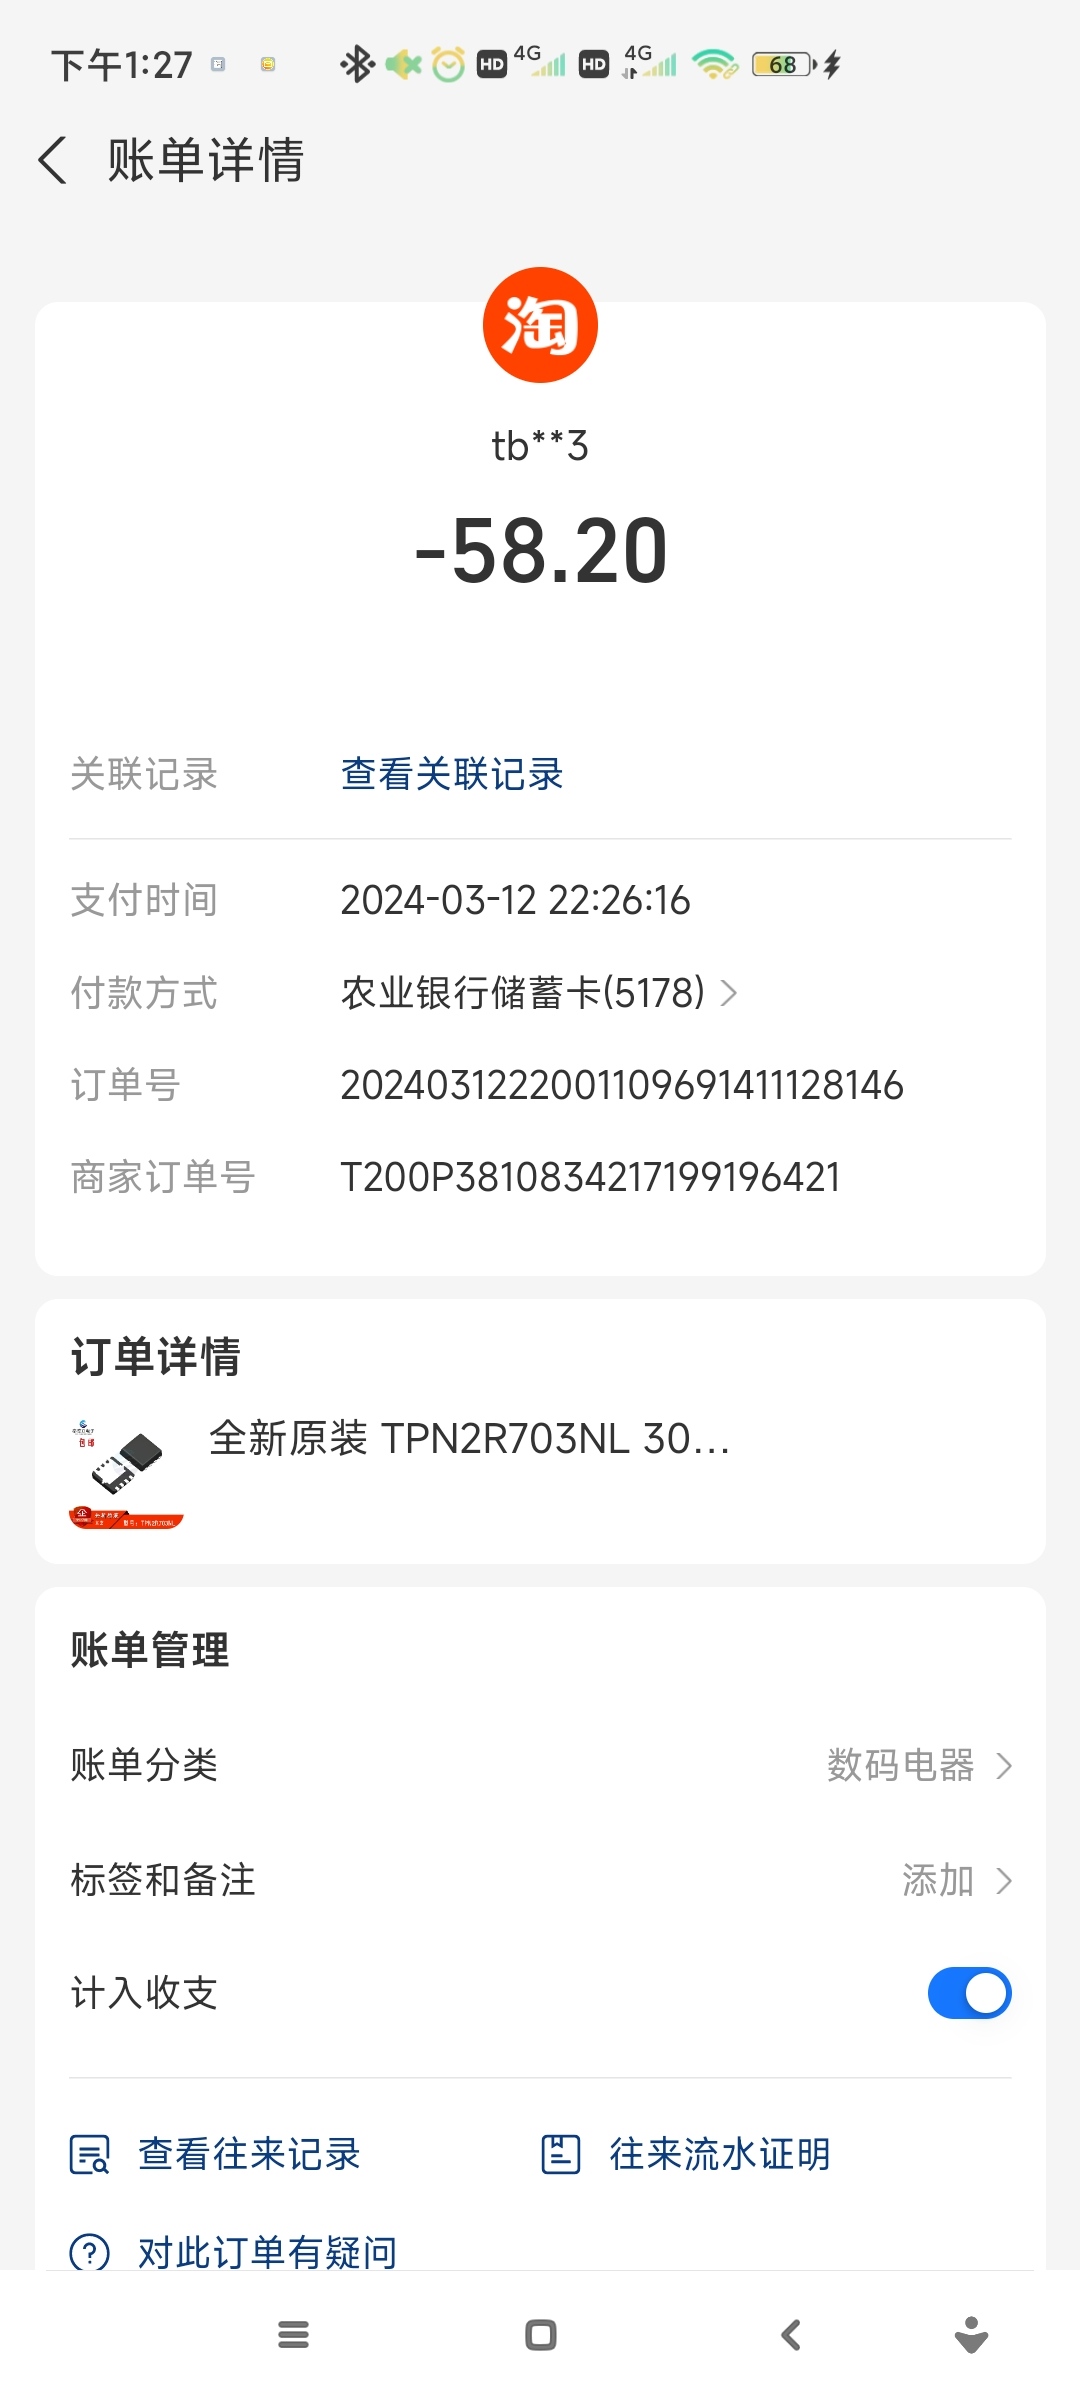 下午1:27
HD 4G HD 4G 68
账单详情
淘
tb**3
-58.20
关联记录 查看关联记录
支付时间 2024-03-12 22:26:16
付款方式 农业银行储蓄卡(5178)
订单号 2024031222001109691411128146
商家订单号 T200P3810834217199196421
订单详情
全新原装 TPN2R703NL 30...
账单管理
账单分类 数码电器
标签和备注 添加
计入收支
查看往来记录 往来流水证明
对此订单有疑问